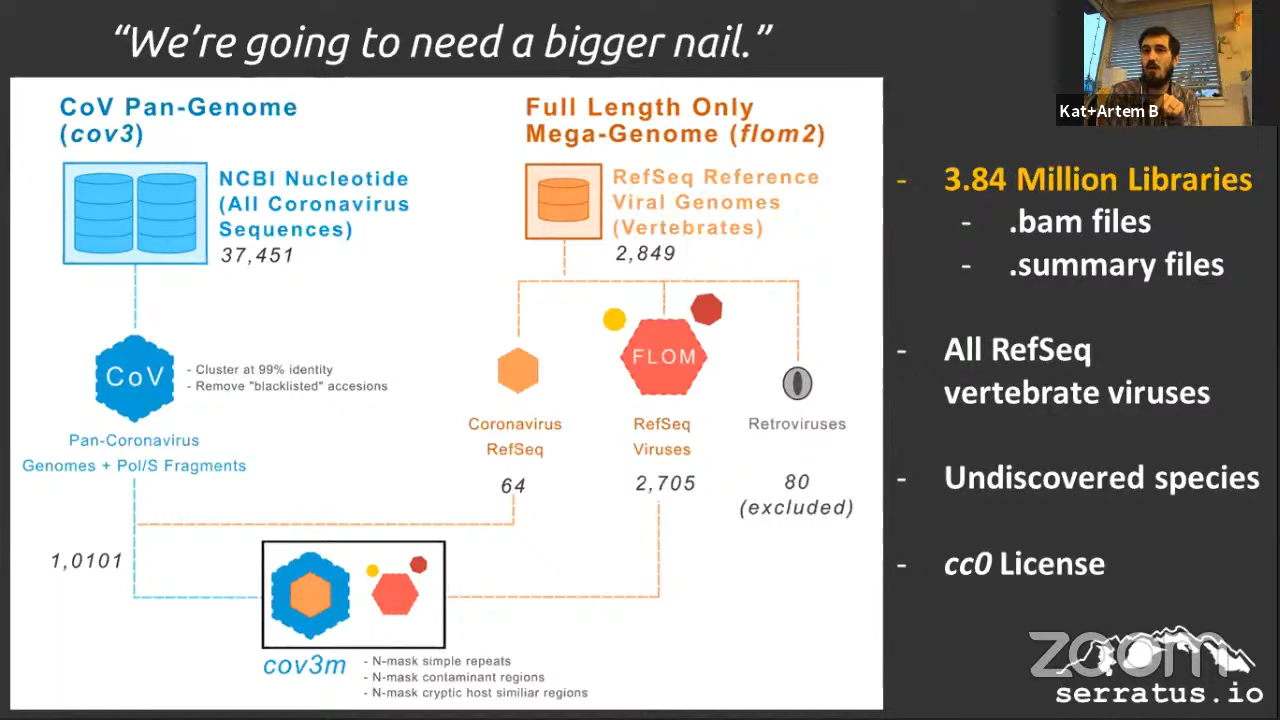 “We’re going to need a bigger nail.”
Kat+Artem B
CoV Pan-Genome
(cov3)
NCBI Nucleotide
(All Coronavirus
Sequences)
37,451
CoV
- Cluster at 99% identity
- Remove "blacklisted" accesions
Pan-Coronavirus
Genomes + Pol/S Fragments
1,0101
Full Length Only
Mega-Genome (flom2)
RefSeq Reference
Viral Genomes
(Vertebrates)
2,849
Coronavirus
RefSeq
64
FLOM
RefSeq
Viruses
2,705
Retroviruses
80
(excluded)
cov3m
- N-mask simple repeats
- N-mask contaminant regions
- N-mask cryptic host similiar regions
- 3.84 Million Libraries
- .bam files
- .summary files
- All RefSeq
vertebrate viruses
- Undiscovered species
- cc0 License
zoom
serratus.io